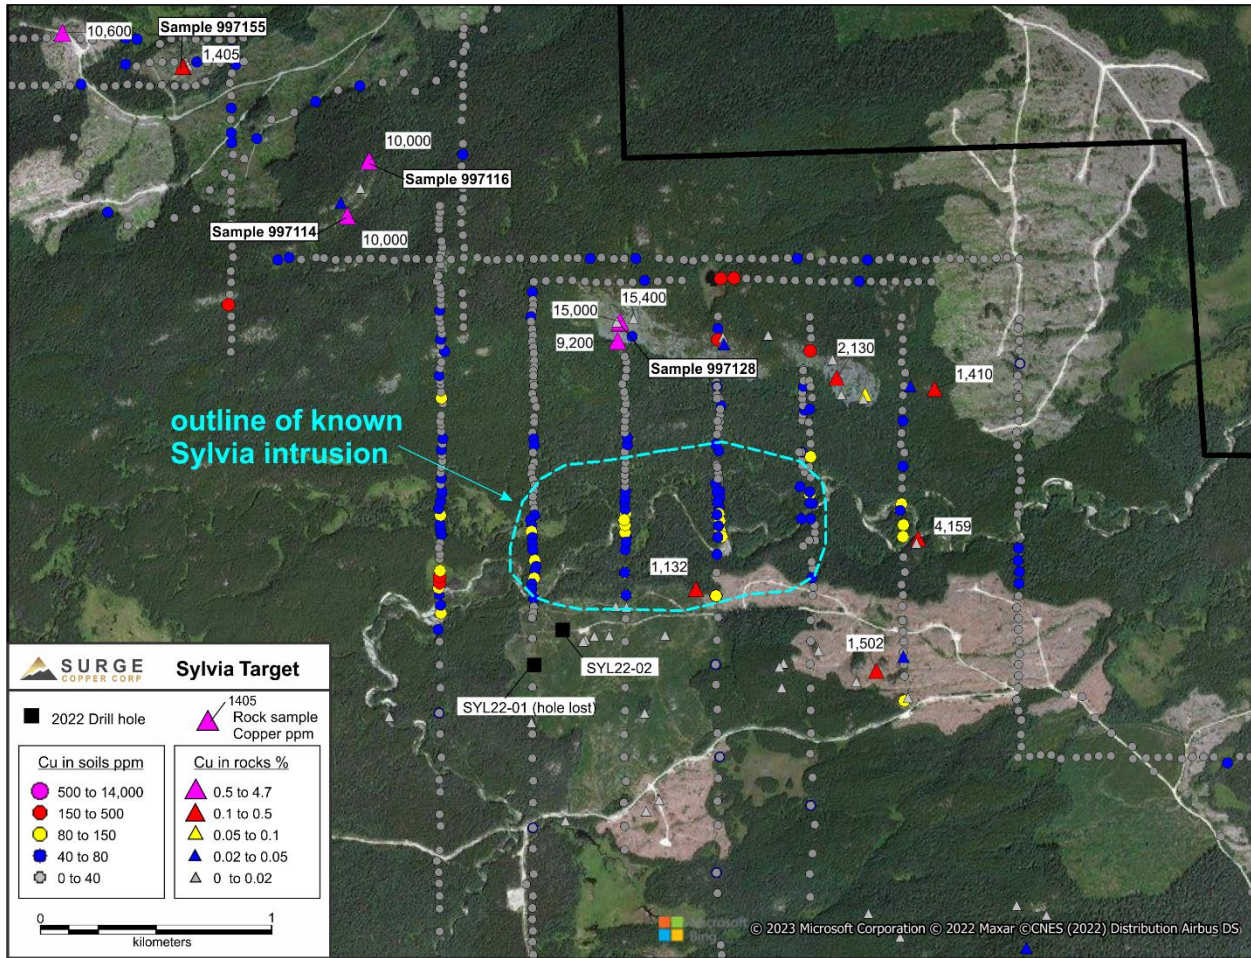 10,600
Sample 997155
1,405
10,000
Sample 997116
Sample 997114
10,000
15,400
15,000
9,200
Sample 997128
2,130
1,410
outline of known
Sylvia intrusion
4,159
1,132
1,502
SYL22-02
SYL22-01 (hole lost)
SURGE
COPPER CORP
Sylvia Target
2022 Drill hole
1405
Rock sample
Copper ppm
Cu in soils ppm
500 to 14,000
150 to 500
80 to 150
40 to 80
0 to 40
Cu in rocks %
0.5 to 4.7
0.1 to 0.5
0.05 to 0.1
0.02 to 0.05
0 to 0.02
0
1
kilometers
Microsoft
Bing
© 2023 Microsoft Corporation © 2022 Maxar ©CNES (2022) Distribution Airbus DS